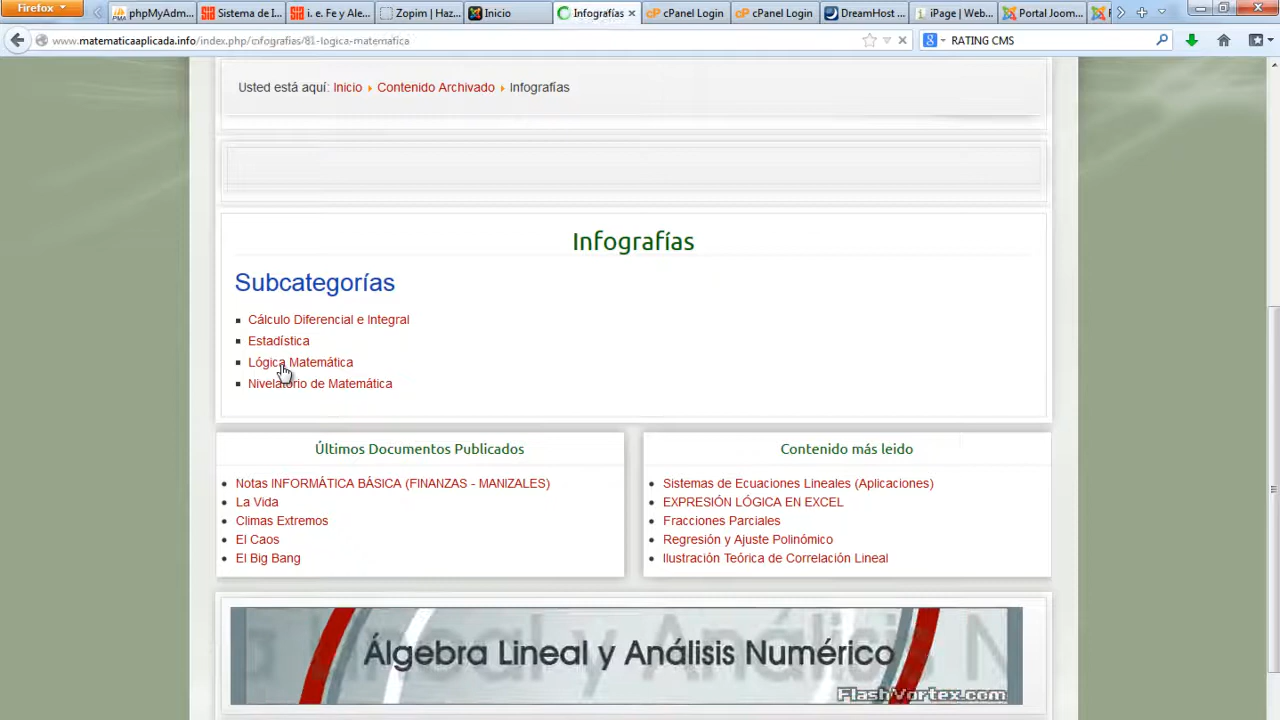 Firefox
phpMyAdm...
Sistema de I...
i. e. Fe y Ale...
Zopim | Haz...
Inicio
Infografías
cPanel Login
cPanel Login
DreamHost ...
iPage | Web...
Portal Joom...
www.matematicaaplicada.info/index.php/cnfografias/81-logica-matematica
RATING CMS
Usted está aquí: Inicio Contenido Archivado Infografías
Infografías
Subcategorías
Cálculo Diferencial e Integral
Estadística
Lógica Matemática
Nivelatorio de Matemática
Últimos Documentos Publicados
Notas INFORMÁTICA BÁSICA (FINANZAS - MANIZALES)
La Vida
Climas Extremos
El Caos
El Big Bang
Contenido más leido
Sistemas de Ecuaciones Lineales (Aplicaciones)
EXPRESIÓN LÓGICA EN EXCEL
Fracciones Parciales
Regresión y Ajuste Polinómico
Ilustración Teórica de Correlación Lineal
Álgebra Lineal y Análisis Numérico
FlashVortex.com